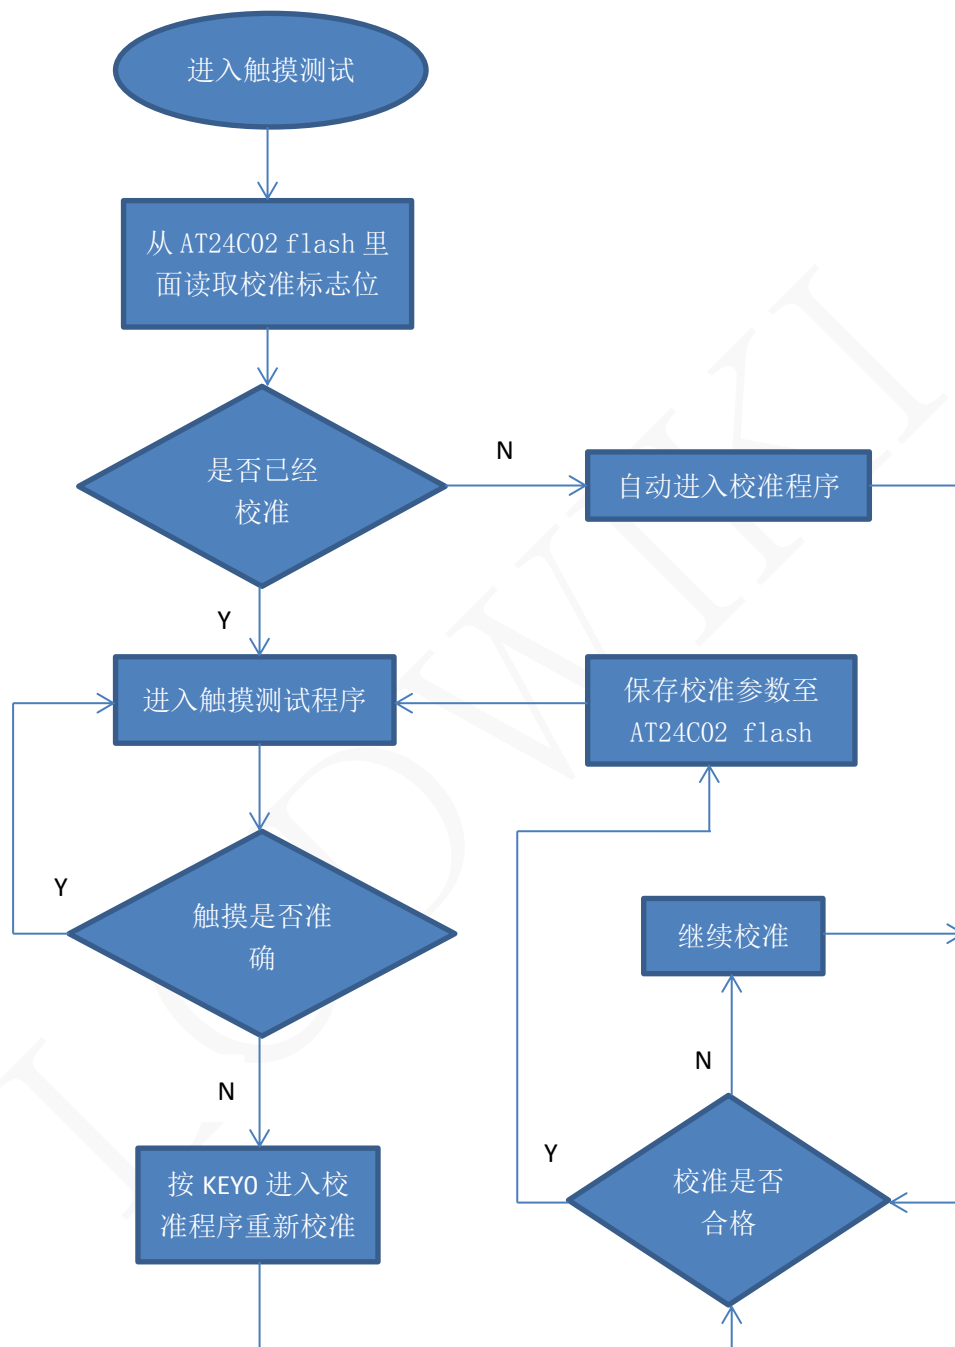 进入触摸测试
从 AT24C02 flash 里
面读取校准标志位
是否已经
校准
N
自动进入校准程序
Y
进入触摸测试程序
保存校准参数至
AT24C02 flash
Y
触摸是否准
确
继续校准
N
N
Y
按 KEY0 进入校
准程序重新校准
校准是否
合格
LCDWIKI